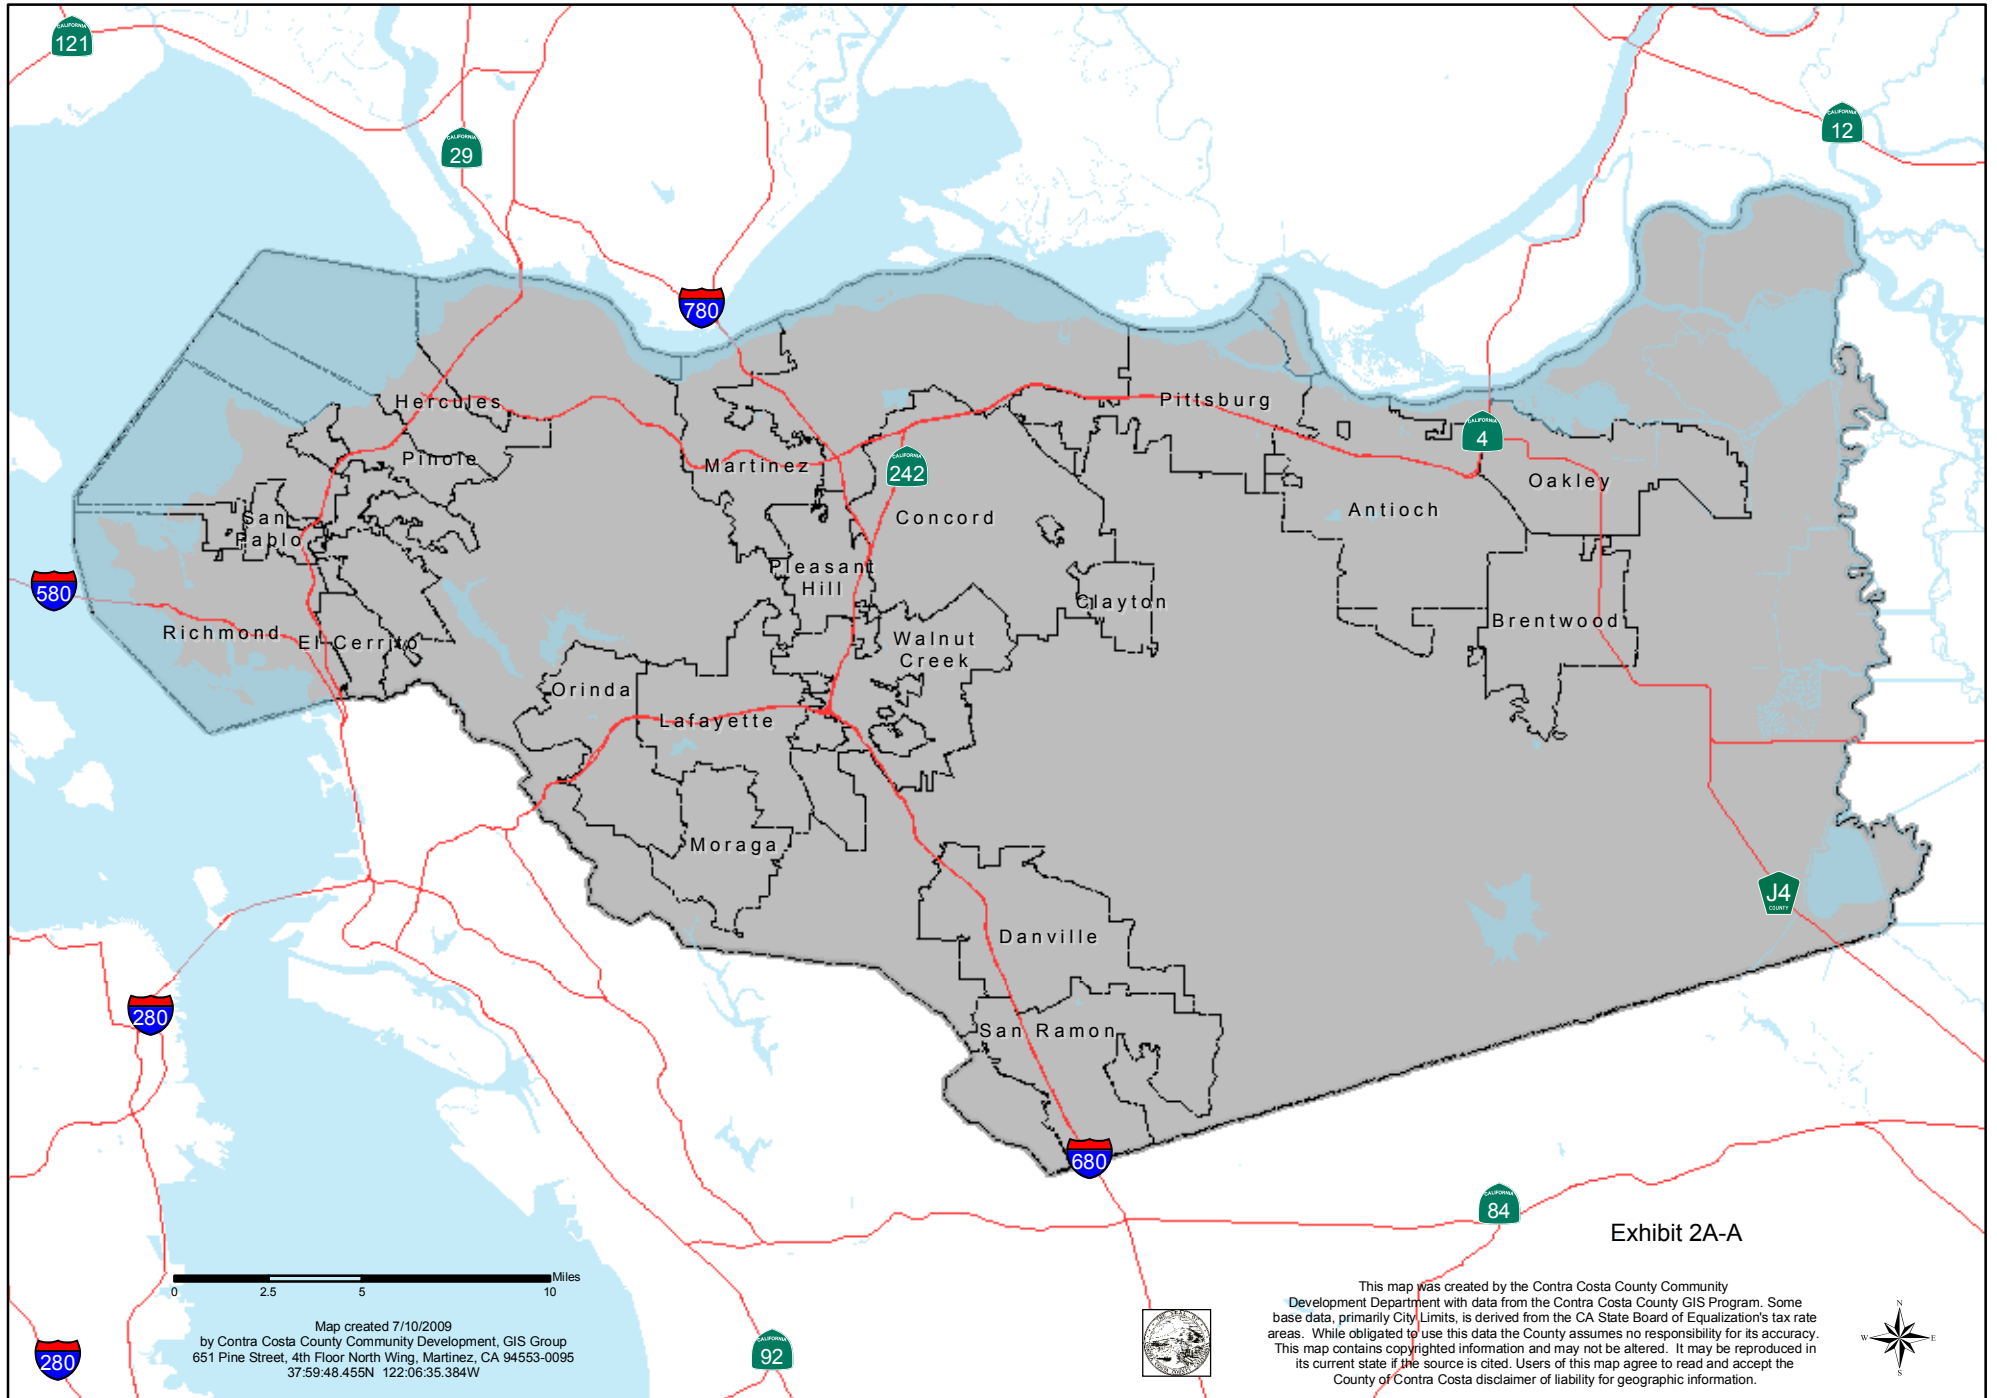 CALIFORNIA
121
CALIFORNIA
29
CALIFORNIA
12
780
Hercules
Pittsburg
CALIFORNIA
4
Pinole
Martinez
CALIFORNIA
242
Oakley
San
Pablo
Concord
Antioch
580
Pleasant
Hill
Clayton
Richmond
El Cerrito
Walnut
Creek
Brentwood
Orinda
Lafayette
Moraga
J4
COUNTY
Danville
280
San Ramon
680
CALIFORNIA
84
Exhibit 2A-A
Miles
0 2.5 5 10
Map created 7/10/2009
by Contra Costa County Community Development, GIS Group
651 Pine Street, 4th Floor North Wing, Martinez, CA 94553-0095
37:59:48.455N 122:06:35.384W
280
CALIFORNIA
92
This map was created by the Contra Costa County Community
Development Department with data from the Contra Costa County GIS Program. Some
base data, primarily City Limits, is derived from the CA State Board of Equalization's tax rate
areas. While obligated to use this data the County assumes no responsibility for its accuracy.
This map contains copyrighted information and may not be altered. It may be reproduced in
its current state if the source is cited. Users of this map agree to read and accept the
County of Contra Costa disclaimer of liability for geographic information.
N
W E
S